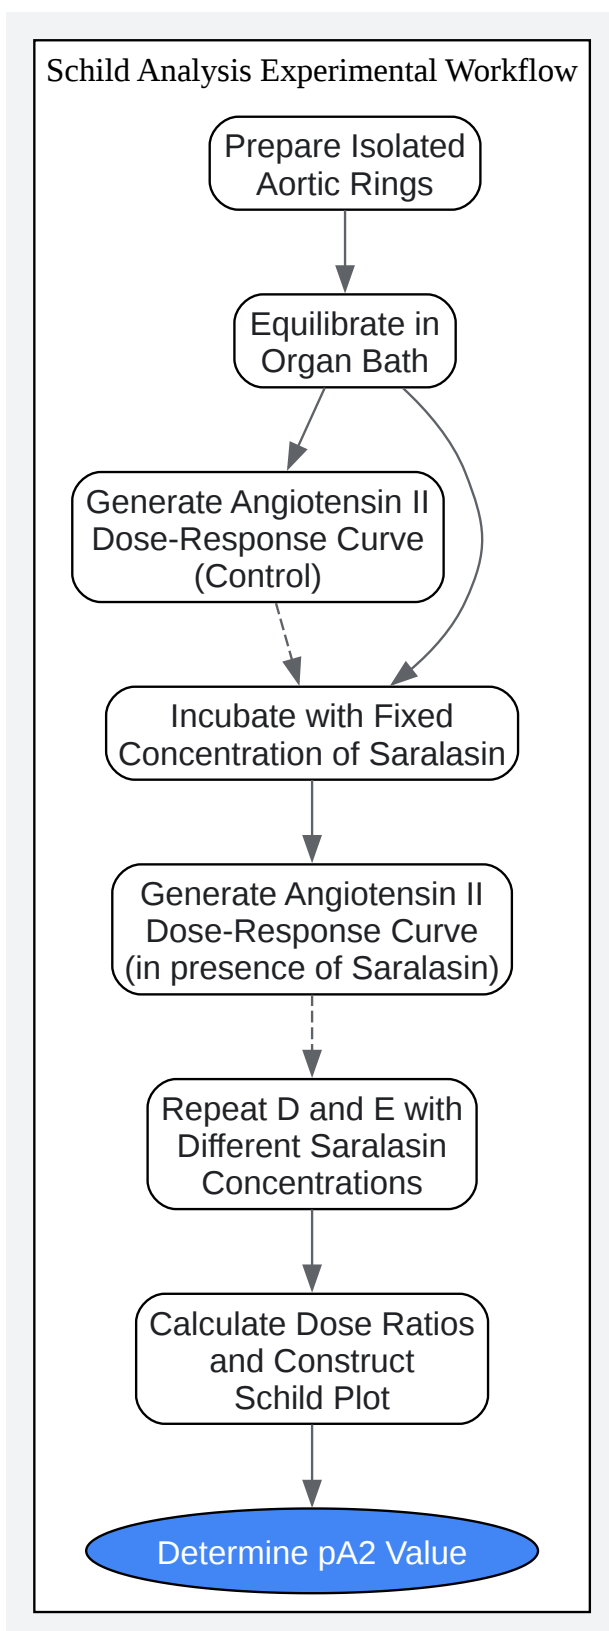 Schild Analysis Experimental Workflow
Prepare Isolated
Aortic Rings
Equilibrate in
Organ Bath
Generate Angiotensin II
Dose-Response Curve
(Control)
Incubate with Fixed
Concentration of Saralasin
Generate Angiotensin II
Dose-Response Curve
(in presence of Saralasin)
Repeat D and E with
Different Saralasin
Concentrations
Calculate Dose Ratios
and Construct
Schild Plot
Determine pA2 Value